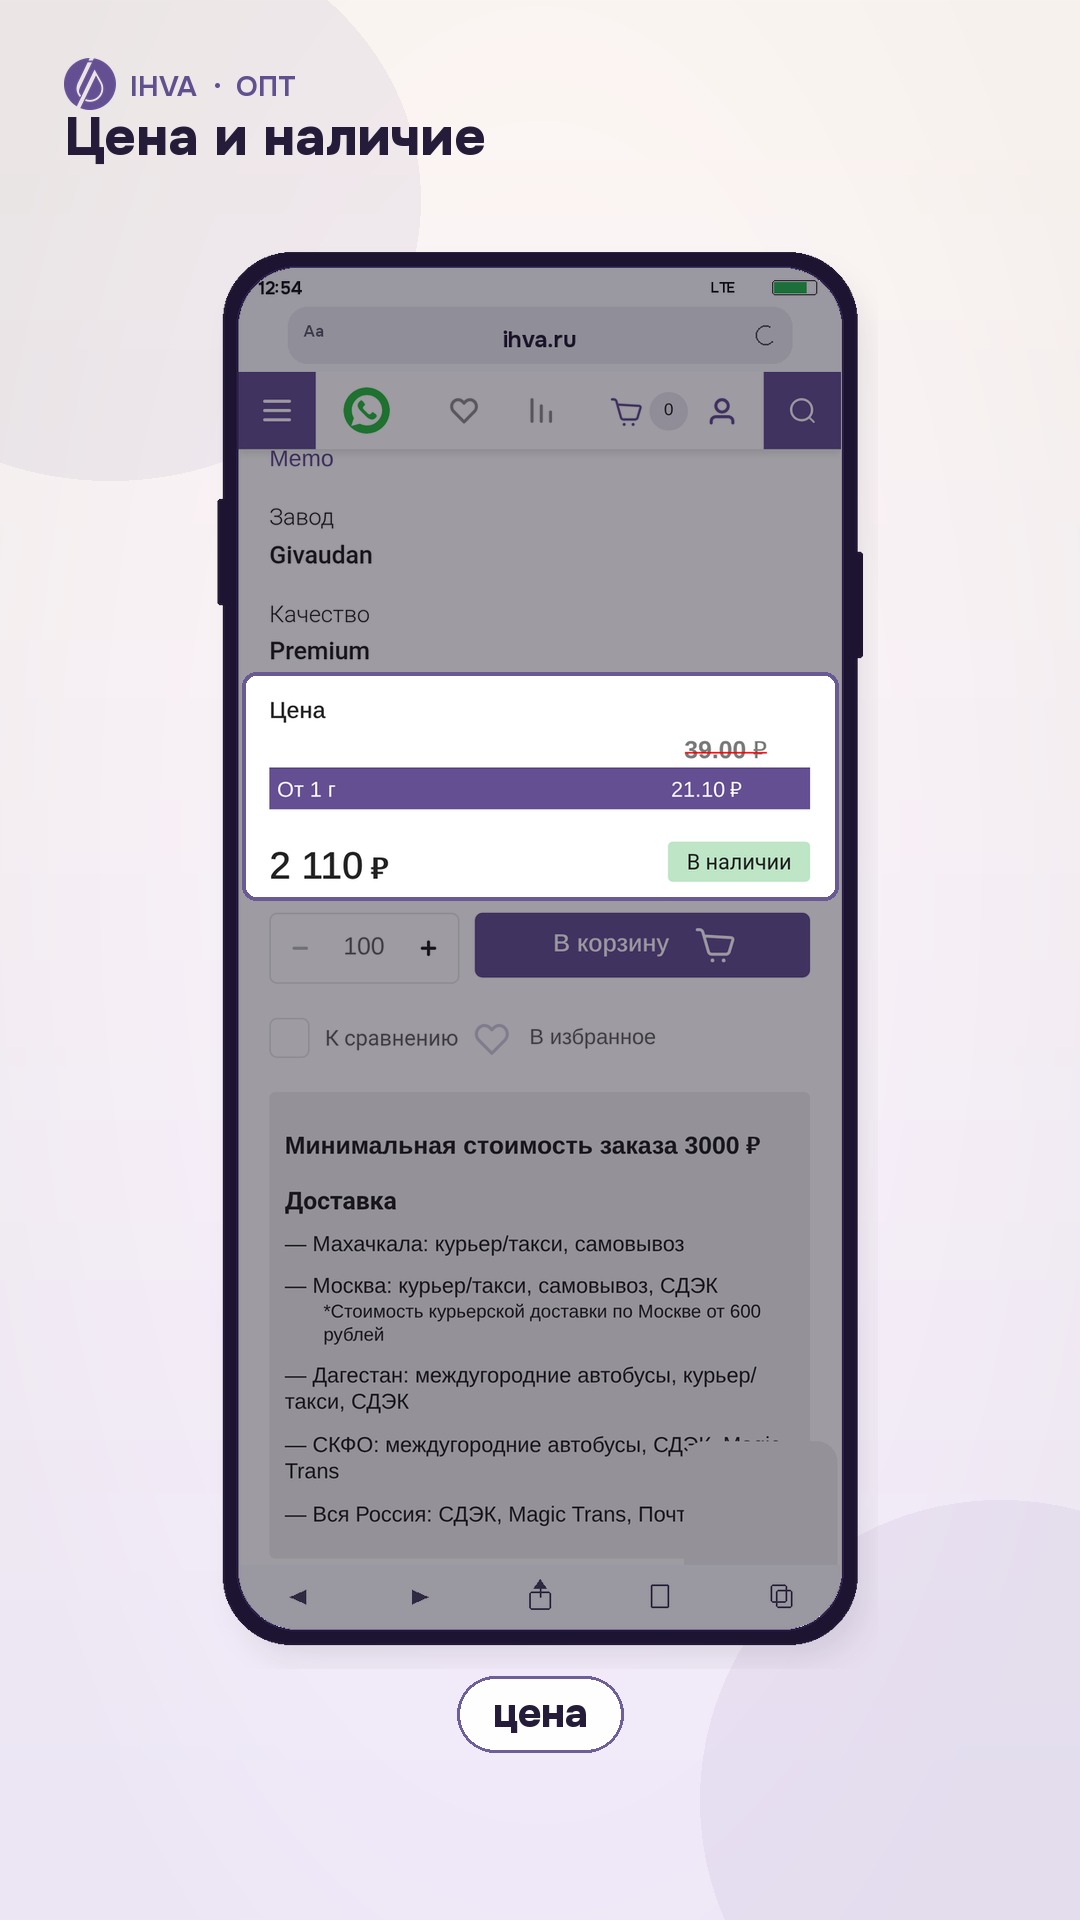 IHVA · ОПТ
Цена и наличие
12:54
LTE
Aa
ihva.ru
0
Memo
Завод
Givaudan
Качество
Premium
Цена
39.00 ₽
От 1 г 21.10 ₽
2 110 ₽
В наличии
− 100 +
В корзину
К сравнению
В избранное
Минимальная стоимость заказа 3000 ₽
Доставка
— Махачкала: курьер/такси, самовывоз
— Москва: курьер/такси, самовывоз, СДЭК
*Стоимость курьерской доставки по Москве от 600
рублей
— Дагестан: междугородние автобусы, курьер/
такси, СДЭК
— СКФО: междугородние автобусы, СДЭК, Magic
Trans
— Вся Россия: СДЭК, Magic Trans, Почт
цена